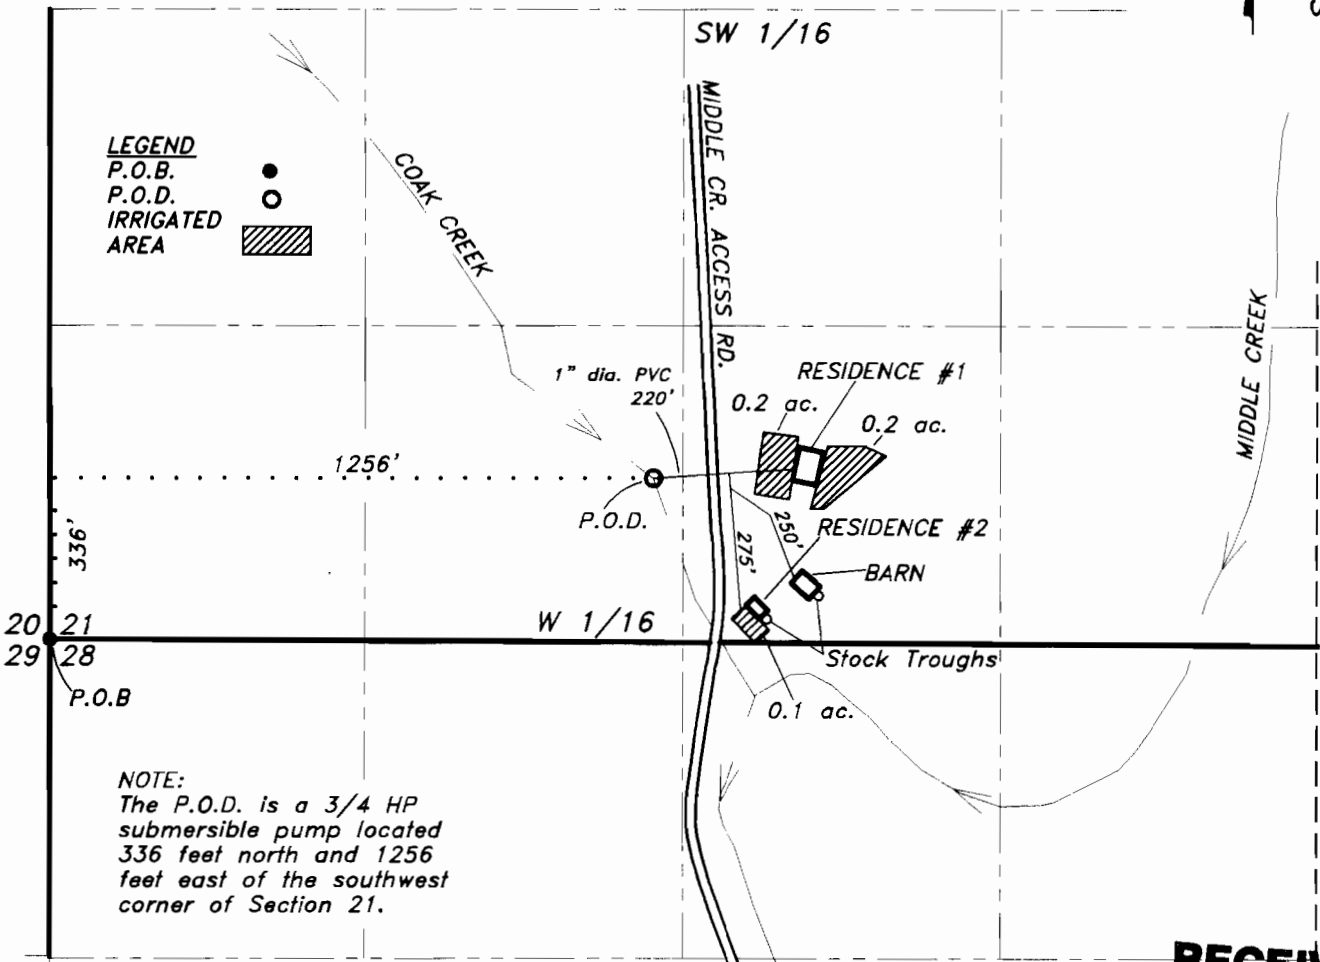 SW 1/16
MIDDLE CR. ACCESS RD.
LEGEND
P.O.B.
P.O.D.
IRRIGATED
AREA
COAK CREEK
MIDDLE CREEK
1" dia. PVC
220'
RESIDENCE #1
0.2 ac.
0.2 ac.
1256'
P.O.D.
336'
275'
250'
RESIDENCE #2
BARN
20 21
29 28
W 1/16
Stock Troughs
P.O.B
0.1 ac.
NOTE:
The P.O.D. is a 3/4 HP
submersible pump located
336 feet north and 1256
feet east of the southwest
corner of Section 21.